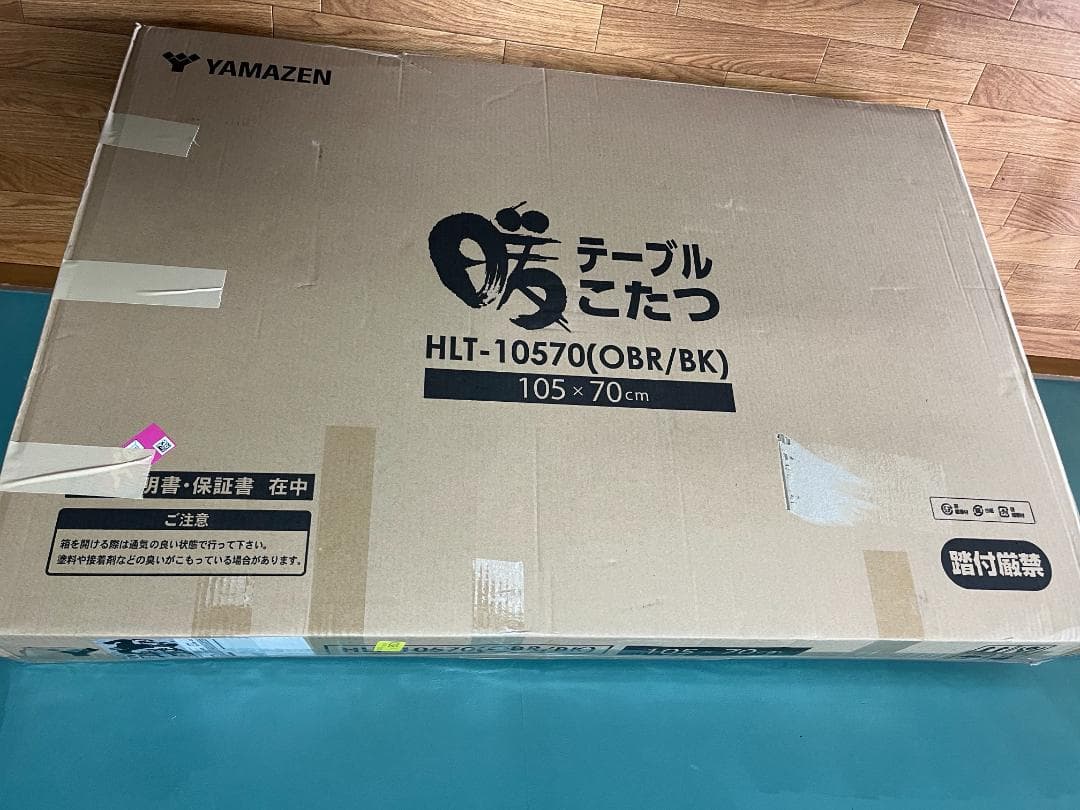 YAMAZEN
暖
テーブル
こたつ
HLT-10570(OBR/BK)
105×70cm
明書・保証書 在中
ご注意
箱を開ける際は通気の良い状態で行って下さい。
塗料や接着剤などの臭いがこもっている場合があります。
踏付厳禁
105×70